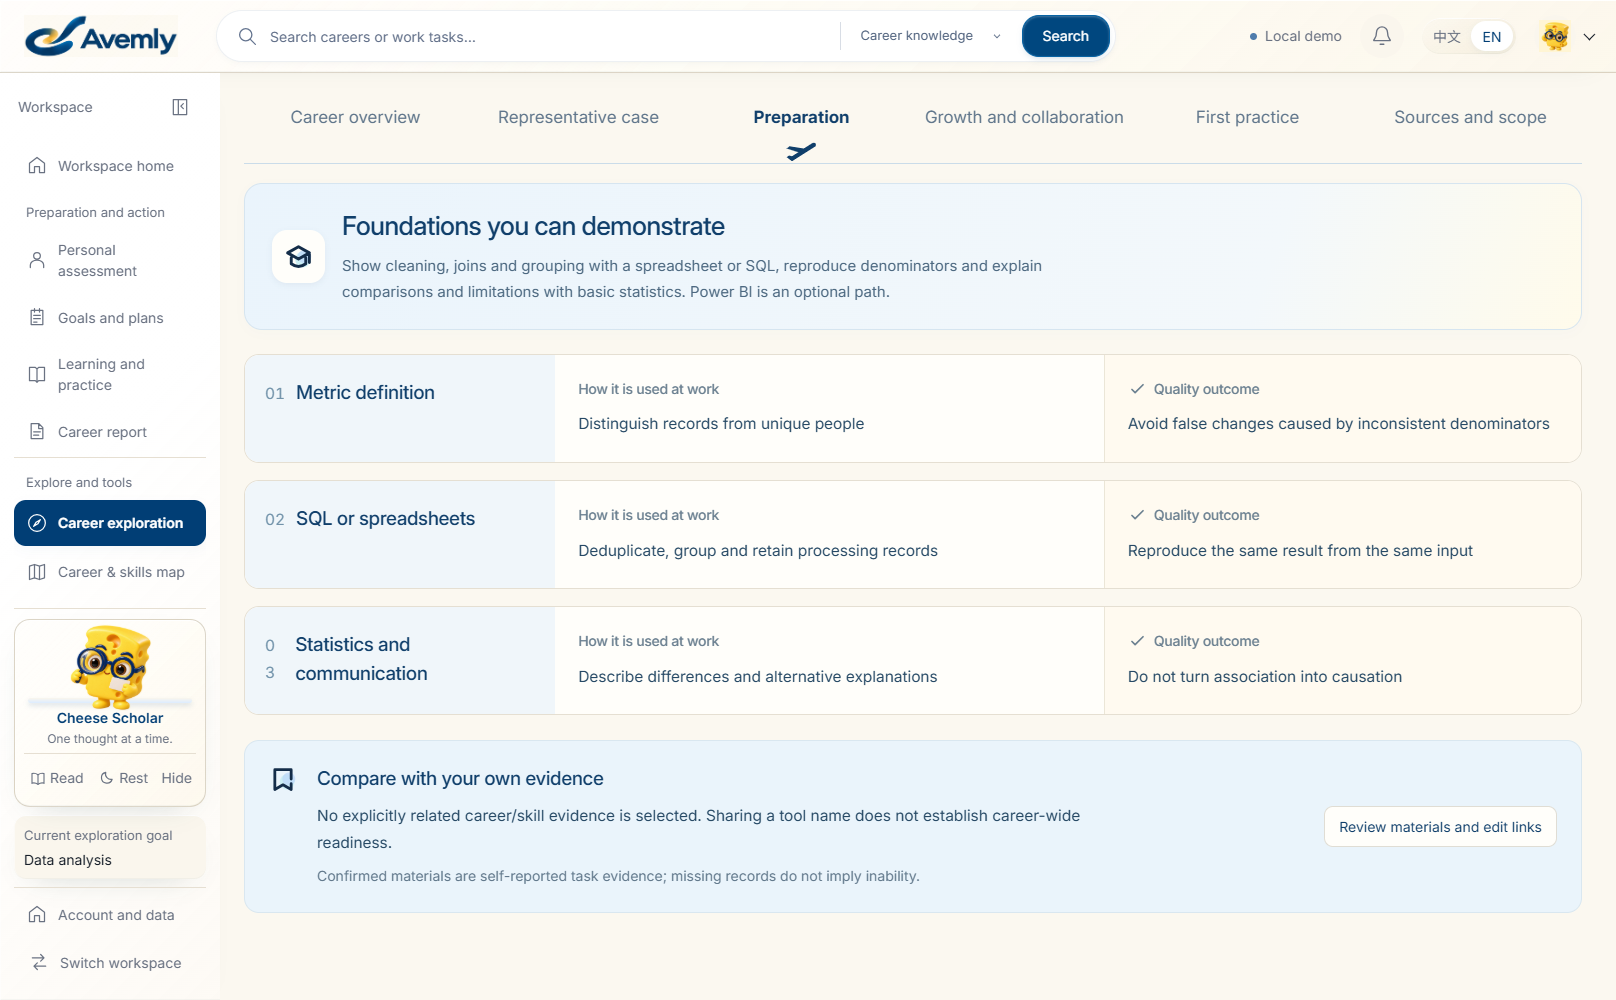 Avemly
Search careers or work tasks...
Career knowledge
Search
Local demo
中文
EN
Workspace
Workspace home
Preparation and action
Personal
assessment
Goals and plans
Learning and
practice
Career report
Explore and tools
Career exploration
Career & skills map
Cheese Scholar
One thought at a time.
Read
Rest
Hide
Current exploration goal
Data analysis
Account and data
Switch workspace
Career overview
Representative case
Preparation
Growth and collaboration
First practice
Sources and scope
Foundations you can demonstrate
Show cleaning, joins and grouping with a spreadsheet or SQL, reproduce denominators and explain
comparisons and limitations with basic statistics. Power BI is an optional path.
01 Metric definition
How it is used at work
Distinguish records from unique people
Quality outcome
Avoid false changes caused by inconsistent denominators
02 SQL or spreadsheets
How it is used at work
Deduplicate, group and retain processing records
Quality outcome
Reproduce the same result from the same input
0 Statistics and
3 communication
How it is used at work
Describe differences and alternative explanations
Quality outcome
Do not turn association into causation
Compare with your own evidence
No explicitly related career/skill evidence is selected. Sharing a tool name does not establish career-wide
readiness.
Confirmed materials are self-reported task evidence; missing records do not imply inability.
Review materials and edit links